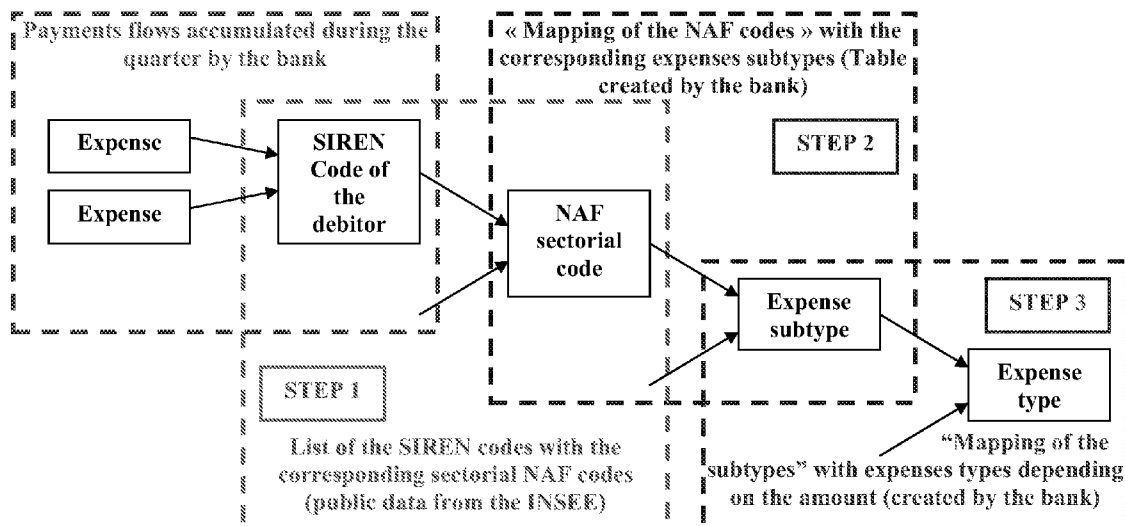 Payments flows accumulated during the
quarter by the bank
« Mapping of the NAF codes » with the
corresponding expenses subtypes (Table
created by the bank)
Expense
Expense
SIREN
Code of
the
debitor
STEP 2
NAF
sectorial
code
Expense
subtype
STEP 3
STEP 1
Expense
type
List of the SIREN codes with the
corresponding sectorial NAF codes
(public data from the INSEE)
“Mapping of the
subtypes” with expenses types depending
on the amount (created by the bank)